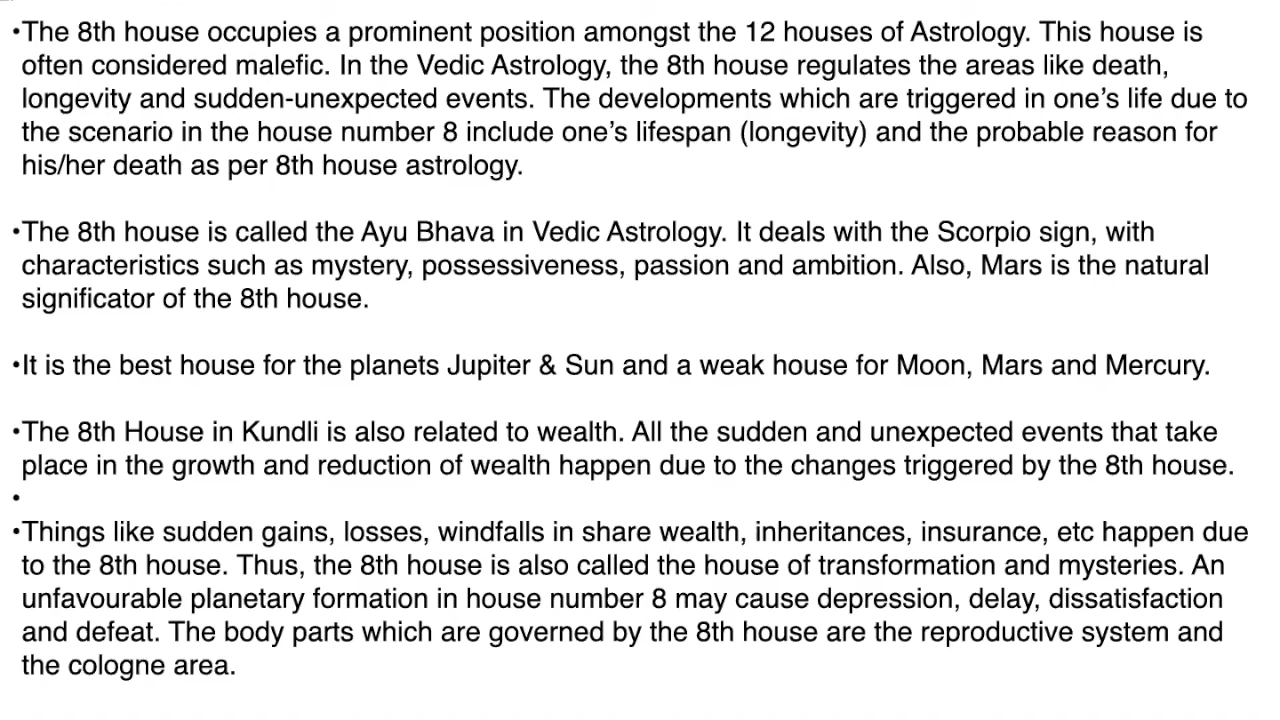 •The 8th house occupies a prominent position amongst the 12 houses of Astrology. This house is
often considered malefic. In the Vedic Astrology, the 8th house regulates the areas like death,
longevity and sudden-unexpected events. The developments which are triggered in one's life due to
the scenario in the house number 8 include one's lifespan (longevity) and the probable reason for
his/her death as per 8th house astrology.
•The 8th house is called the Ayu Bhava in Vedic Astrology. It deals with the Scorpio sign, with
characteristics such as mystery, possessiveness, passion and ambition. Also, Mars is the natural
significator of the 8th house.
•It is the best house for the planets Jupiter & Sun and a weak house for Moon, Mars and Mercury.
•The 8th House in Kundli is also related to wealth. All the sudden and unexpected events that take
place in the growth and reduction of wealth happen due to the changes triggered by the 8th house.
•
•Things like sudden gains, losses, windfalls in share wealth, inheritances, insurance, etc happen due
to the 8th house. Thus, the 8th house is also called the house of transformation and mysteries. An
unfavourable planetary formation in house number 8 may cause depression, delay, dissatisfaction
and defeat. The body parts which are governed by the 8th house are the reproductive system and
the cologne area.